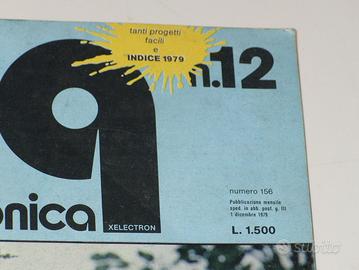 tanti progetti
facili
e
INDICE 1979
n.12
q
onica
XELECTRON
numero 156
Pubblicazione mensile
sped. in abb. post. g. III
1 dicembre 1979
L. 1.500
subito